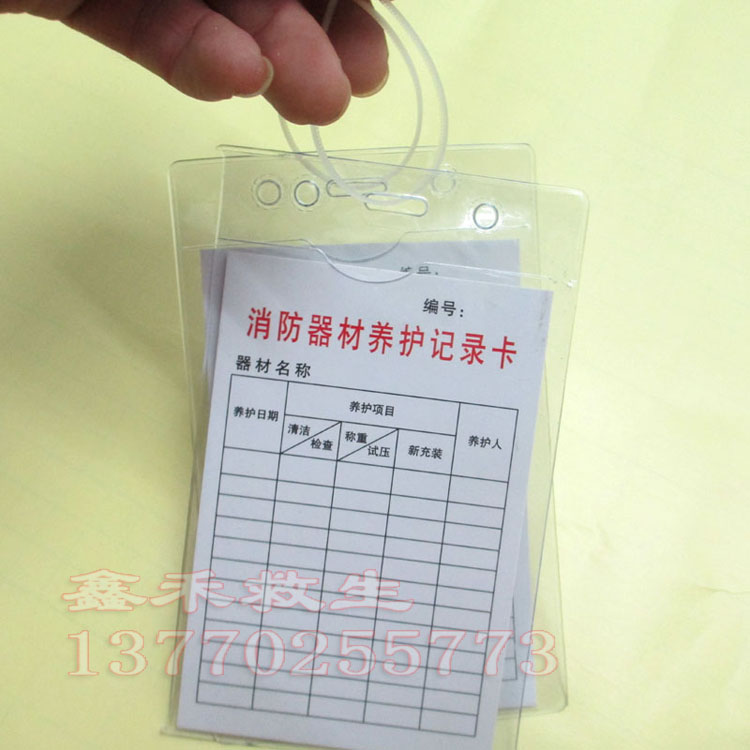 编号:
编号:
消防器材养护记录卡
器材名称
养护日期 养护项目 养护人
清洁 检查 称重 试压 新充装
鑫禾救生
13770255773